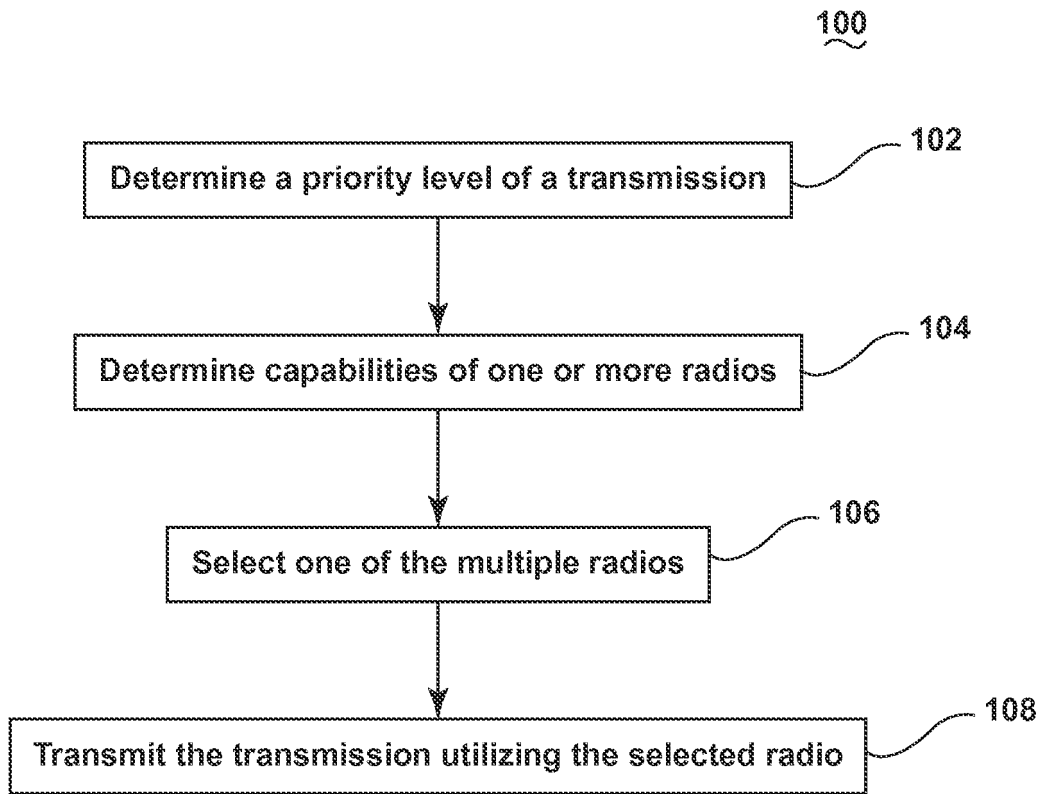 100
102
Determine a priority level of a transmission
104
Determine capabilities of one or more radios
106
Select one of the multiple radios
108
Transmit the transmission utilizing the selected radio